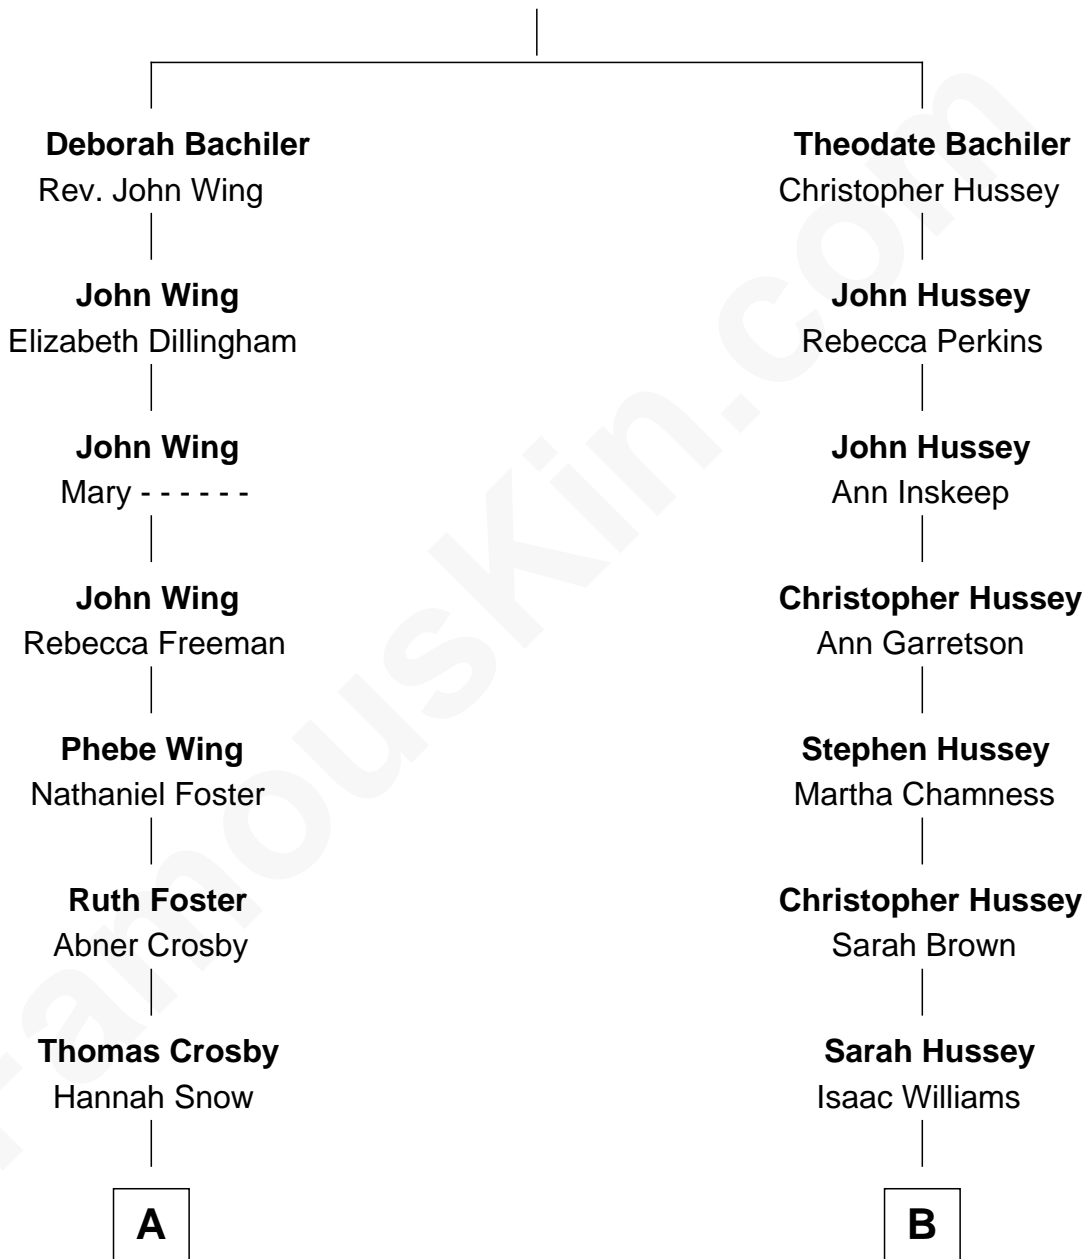 Deborah Bachiler
Rev. John Wing
John Wing
Elizabeth Dillingham
John Wing
Mary - - - - - -
John Wing
Rebecca Freeman
Phebe Wing
Nathaniel Foster
Ruth Foster
Abner Crosby
Thomas Crosby
Hannah Snow
A
Theodate Bachiler
Christopher Hussey
John Hussey
Rebecca Perkins
John Hussey
Ann Inskeep
Christopher Hussey
Ann Garretson
Stephen Hussey
Martha Chamness
Christopher Hussey
Sarah Brown
Sarah Hussey
Isaac Williams
B
FamousKin.com